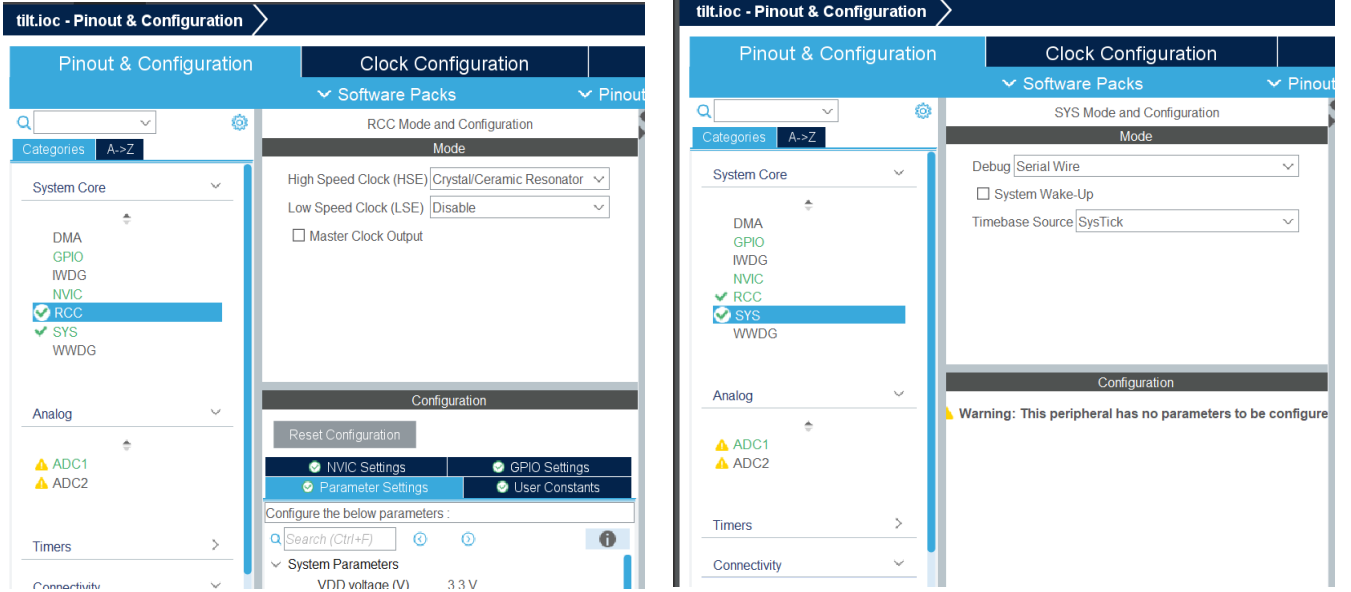 tilt.ioc - Pinout & Configuration
Pinout & Configuration
Clock Configuration
Software Packs
Pinout
Categories
A->Z
System Core
DMA
GPIO
IWDG
NVIC
RCC
SYS
WWDG
Analog
ADC1
ADC2
Timers
Connectivity
RCC Mode and Configuration
Mode
High Speed Clock (HSE) Crystal/Ceramic Resonator
Low Speed Clock (LSE) Disable
Master Clock Output
Configuration
Reset Configuration
NVIC Settings
GPIO Settings
Parameter Settings
User Constants
Configure the below parameters :
Search (Ctrl+F)
System Parameters
VDD voltage (V) 3.3 V
tilt.ioc - Pinout & Configuration
Pinout & Configuration
Clock Configuration
Software Packs
Pinout
Categories
A->Z
System Core
DMA
GPIO
IWDG
NVIC
RCC
SYS
WWDG
Analog
ADC1
ADC2
Timers
Connectivity
SYS Mode and Configuration
Mode
Debug Serial Wire
System Wake-Up
Timebase Source SysTick
Configuration
Warning: This peripheral has no parameters to be configure